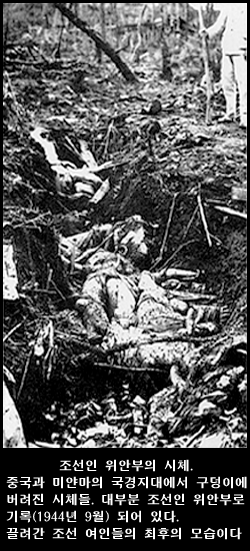 조선인 위안부의 시체.
중국과 미얀마의 국경지대에서 구덩이에
버려진 시체들. 대부분 조선인 위안부로
기록(1944년 9월) 되어 있다.
끌려간 조선 여인들의 최후의 모습이다